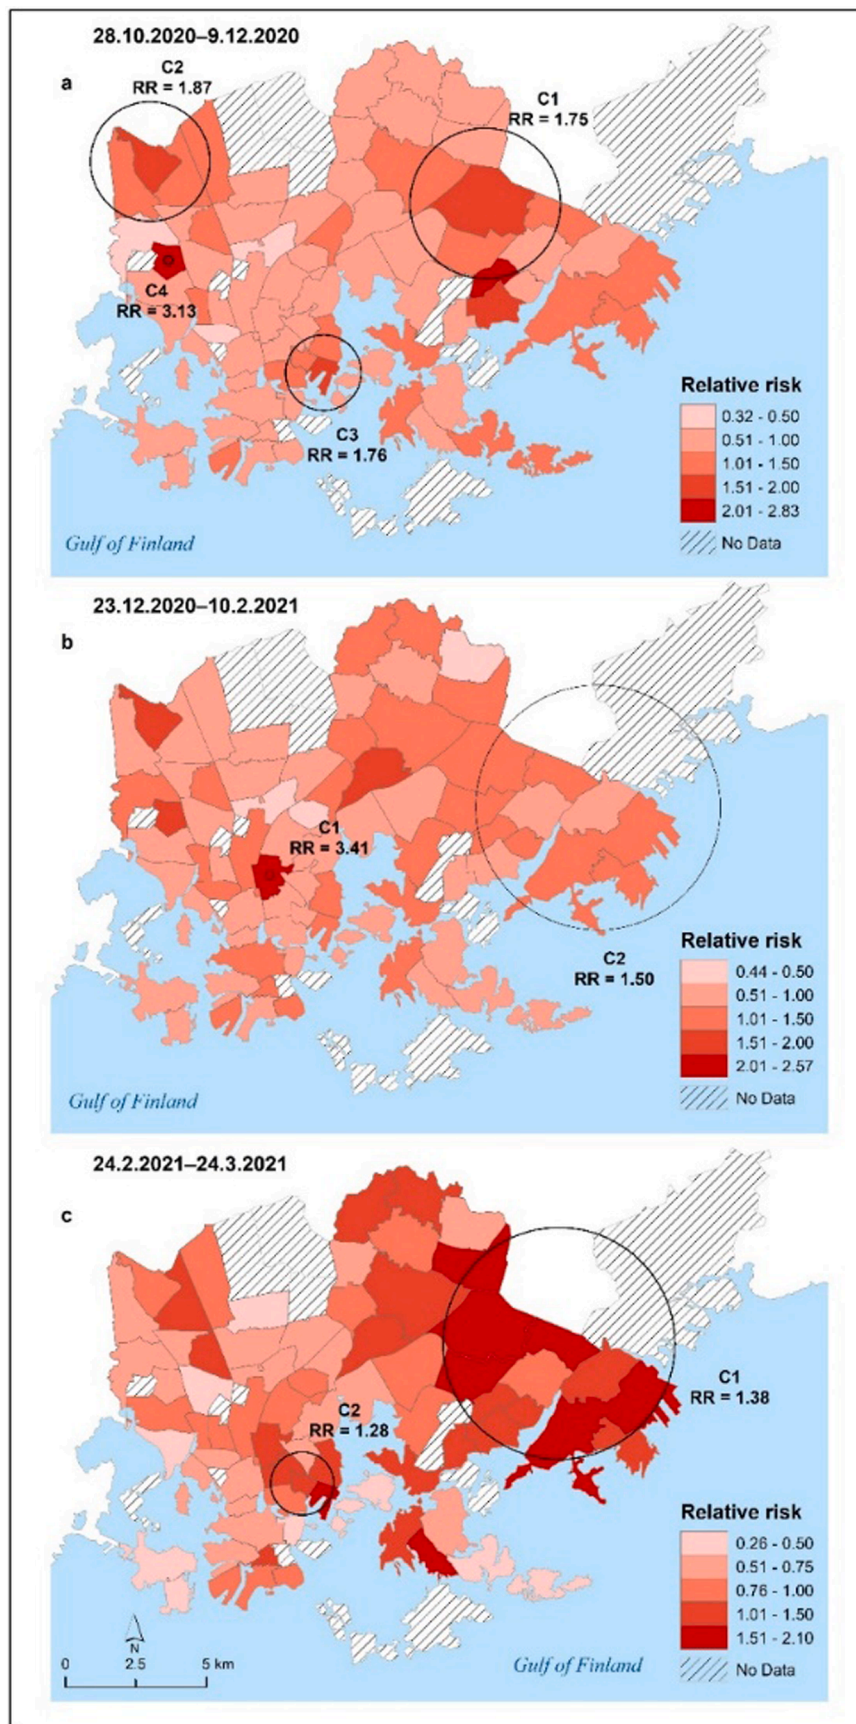 28.10.2020–9.12.2020
a
C2
RR = 1.87
C1
RR = 1.75
C4
RR = 3.13
C3
RR = 1.76
Relative risk
0.32 - 0.50
0.51 - 1.00
1.01 - 1.50
1.51 - 2.00
2.01 - 2.83
No Data
Gulf of Finland
23.12.2020–10.2.2021
b
C1
RR = 3.41
C2
RR = 1.50
Relative risk
0.44 - 0.50
0.51 - 1.00
1.01 - 1.50
1.51 - 2.00
2.01 - 2.57
No Data
Gulf of Finland
24.2.2021–24.3.2021
c
C1
RR = 1.38
C2
RR = 1.28
Relative risk
0.26 - 0.50
0.51 - 0.75
0.76 - 1.00
1.01 - 1.50
1.51 - 2.10
No Data
N
0 2.5 5 km
Gulf of Finland